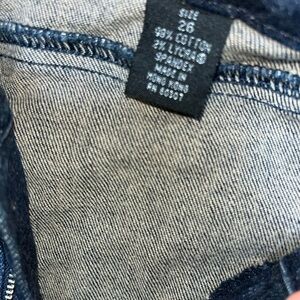 SIZE
26
98% COTTON
2% LYCRA®
SPANDEX
MADE IN
HONG KONG